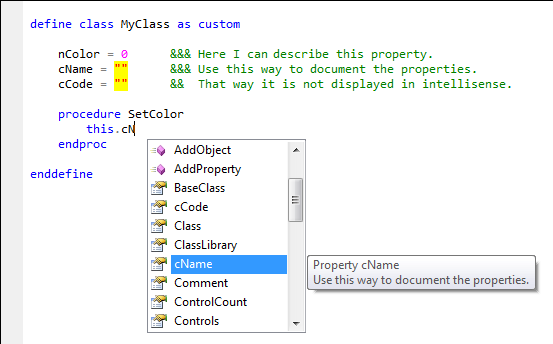 define class MyClass as custom
nColor = 0 &&& Here I can describe this property.
cName = "" &&& Use this way to document the properties.
cCode = "" && That way it is not displayed in intellisense.
procedure SetColor
this.cN
endproc
enddefine
AddObject
AddProperty
BaseClass
cCode
Class
ClassLibrary
cName
Comment
ControlCount
Controls
Property cName
Use this way to document the properties.